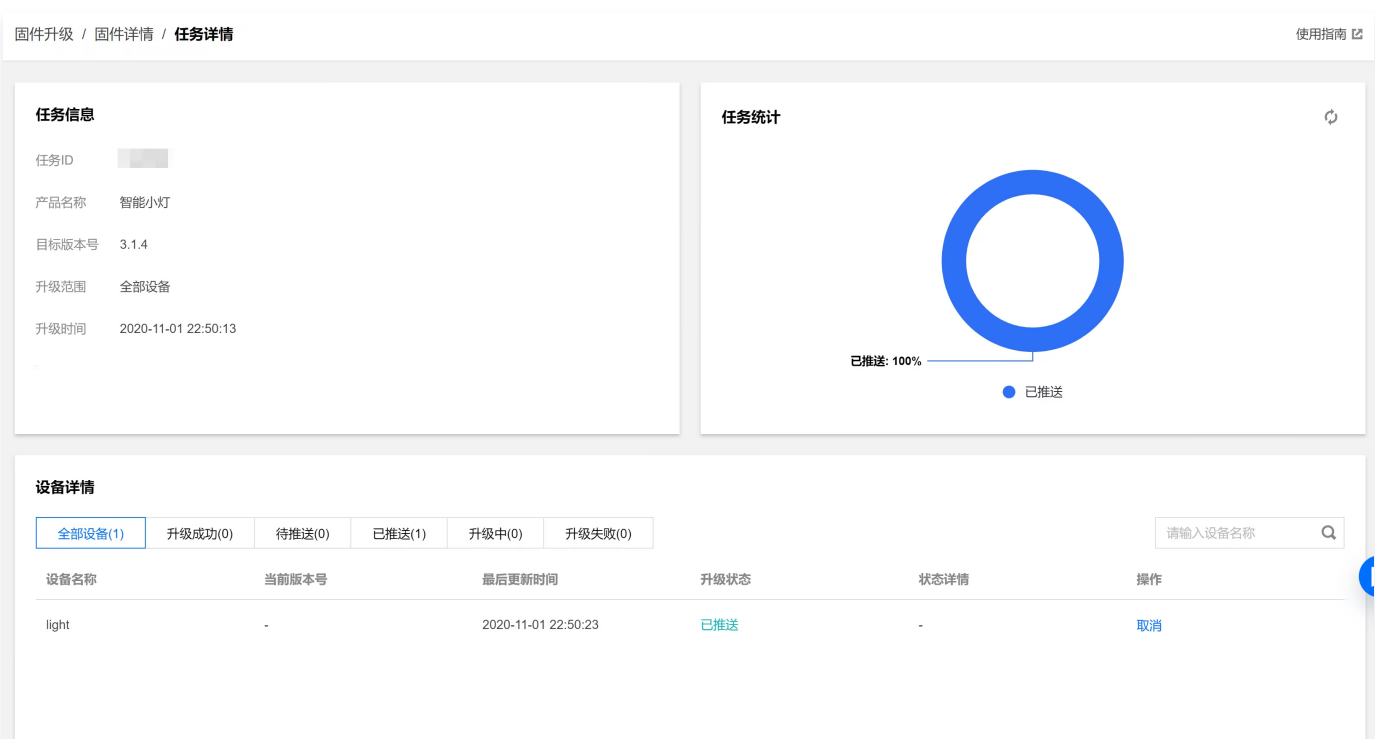 固件升级 / 固件详情 / 任务详情
使用指南
任务信息
任务ID
产品名称 智能小灯
目标版本号 3.1.4
升级范围 全部设备
升级时间 2020-11-01 22:50:13
任务统计
已推送: 100%
已推送
设备详情
全部设备(1) 升级成功(0) 待推送(0) 已推送(1) 升级中(0) 升级失败(0)
请输入设备名称
设备名称 当前版本号 最后更新时间 升级状态 状态详情 操作
light - 2020-11-01 22:50:23 已推送 - 取消